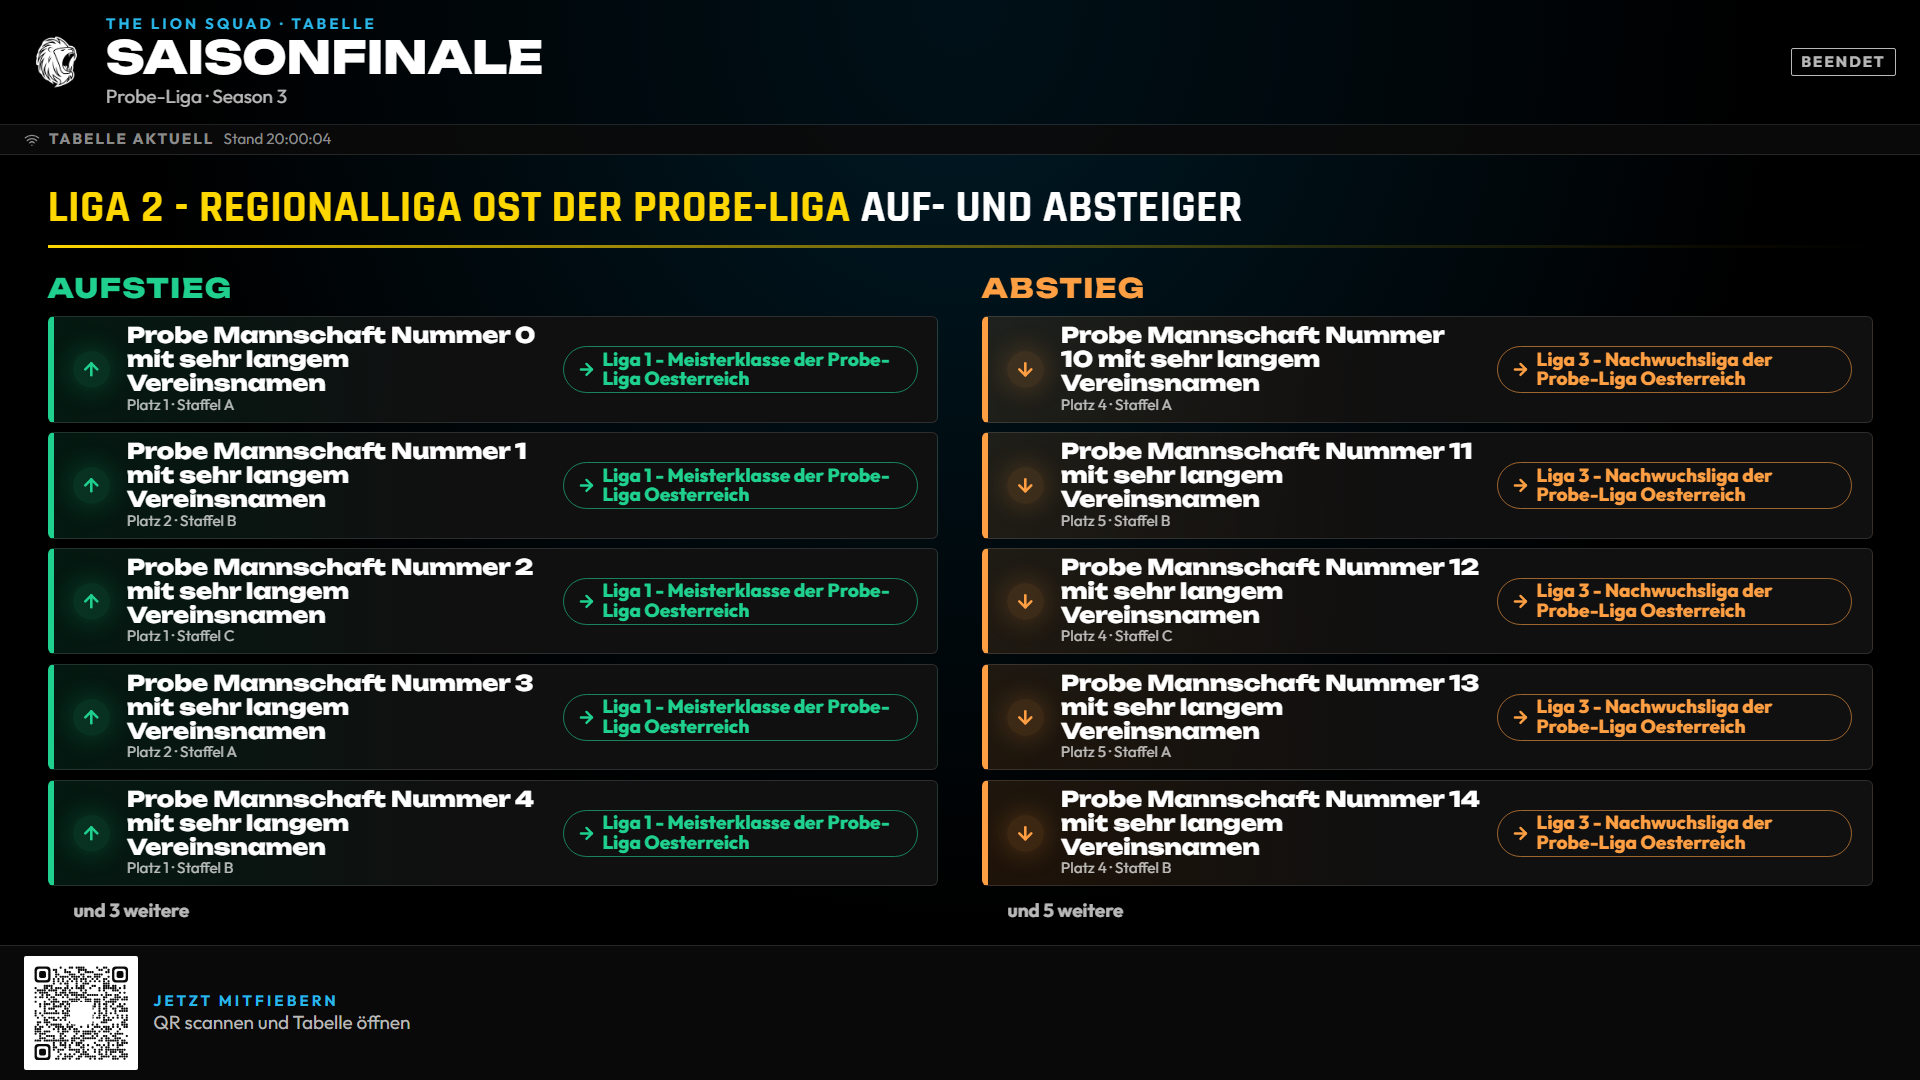 THE LION SQUAD · TABELLE
SAISONFINALE
Probe-Liga · Season 3
BEENDET
TABELLE AKTUELL Stand 20:00:04
LIGA 2 - REGIONALLIGA OST DER PROBE-LIGA AUF- UND ABSTEIGER
AUFSTIEG
Probe Mannschaft Nummer 0
mit sehr langem
Vereinsnamen
Platz 1 · Staffel A
→ Liga 1 - Meisterklasse der Probe-
Liga Oesterreich
Probe Mannschaft Nummer 1
mit sehr langem
Vereinsnamen
Platz 2 · Staffel B
→ Liga 1 - Meisterklasse der Probe-
Liga Oesterreich
Probe Mannschaft Nummer 2
mit sehr langem
Vereinsnamen
Platz 1 · Staffel C
→ Liga 1 - Meisterklasse der Probe-
Liga Oesterreich
Probe Mannschaft Nummer 3
mit sehr langem
Vereinsnamen
Platz 2 · Staffel A
→ Liga 1 - Meisterklasse der Probe-
Liga Oesterreich
Probe Mannschaft Nummer 4
mit sehr langem
Vereinsnamen
Platz 1 · Staffel B
→ Liga 1 - Meisterklasse der Probe-
Liga Oesterreich
und 3 weitere
ABSTIEG
Probe Mannschaft Nummer
10 mit sehr langem
Vereinsnamen
Platz 4 · Staffel A
→ Liga 3 - Nachwuchsliga der
Probe-Liga Oesterreich
Probe Mannschaft Nummer 11
mit sehr langem
Vereinsnamen
Platz 5 · Staffel B
→ Liga 3 - Nachwuchsliga der
Probe-Liga Oesterreich
Probe Mannschaft Nummer 12
mit sehr langem
Vereinsnamen
Platz 4 · Staffel C
→ Liga 3 - Nachwuchsliga der
Probe-Liga Oesterreich
Probe Mannschaft Nummer 13
mit sehr langem
Vereinsnamen
Platz 5 · Staffel A
→ Liga 3 - Nachwuchsliga der
Probe-Liga Oesterreich
Probe Mannschaft Nummer 14
mit sehr langem
Vereinsnamen
Platz 4 · Staffel B
→ Liga 3 - Nachwuchsliga der
Probe-Liga Oesterreich
und 5 weitere
JETZT MITFIEBERN
QR scannen und Tabelle öffnen